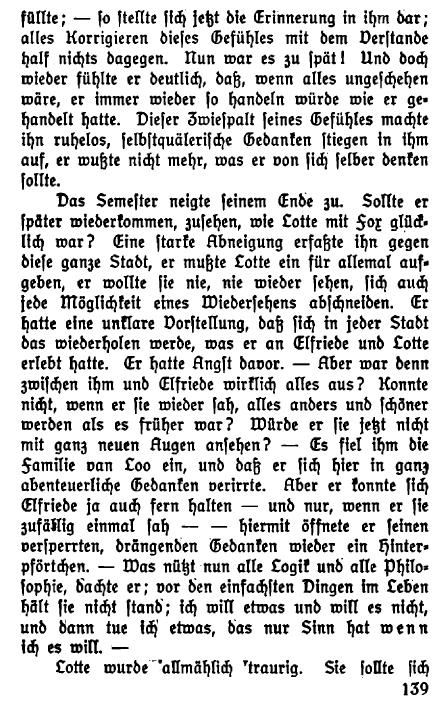 füllte; — so stellte sich jetzt die Erinnerung in ihm dar;
alles Korrigieren dieses Gefühles mit dem Verstande
half nichts dagegen. Nun war es zu spät! Und doch
wieder fühlte er deutlich, daß, wenn alles ungeschehen
wäre, er immer wieder so handeln würde wie er ge-
handelt hatte. Dieser Zwiespalt seines Gefühles machte
ihn ruhelos, selbstquälerische Gedanken stiegen in ihm
auf, er wußte nicht mehr, was er von sich selber denken
sollte.
Das Semester neigte seinem Ende zu. Sollte er
später wiederkommen, zusehen, wie Lotte mit Fox glück-
lich war? Eine starke Abneigung erfaßte ihn gegen
diese ganze Stadt, er mußte Lotte ein für allemal auf-
geben, er wollte sie nie, nie wieder sehen, sich auch
jede Möglichkeit eines Wiedersehens abschneiden. Er
hatte eine unklare Vorstellung, daß sich in jeder Stadt
das wiederholen werde, was er an Elfriede und Lotte
erlebt hatte. Er hatte Angst davor. — Aber war denn
zwischen ihm und Elfriede wirklich alles aus? Konnte
nicht, wenn er sie wieder sah, alles anders und schöner
werden als es früher war? Würde er sie jetzt nicht
mit ganz neuen Augen ansehen? — Es fiel ihm die
Familie van Loo ein, und daß er sich hier in ganz
abenteuerliche Gedanken verirrte. Aber er konnte sich
Elfriede ja auch fern halten — und nur, wenn er sie
zufällig einmal sah — — hiermit öffnete er seinen
versperrten, drängenden Gedanken wieder ein Hinter-
pförtchen. — Was nützt nun alle Logik und alle Philo-
sophie, dachte er; vor den einfachsten Dingen im Leben
hält sie nicht stand; ich will etwas und will es nicht,
und dann tue ich etwas, das nur Sinn hat wenn
ich es will. —
Lotte wurde allmählich traurig. Sie sollte sich
139